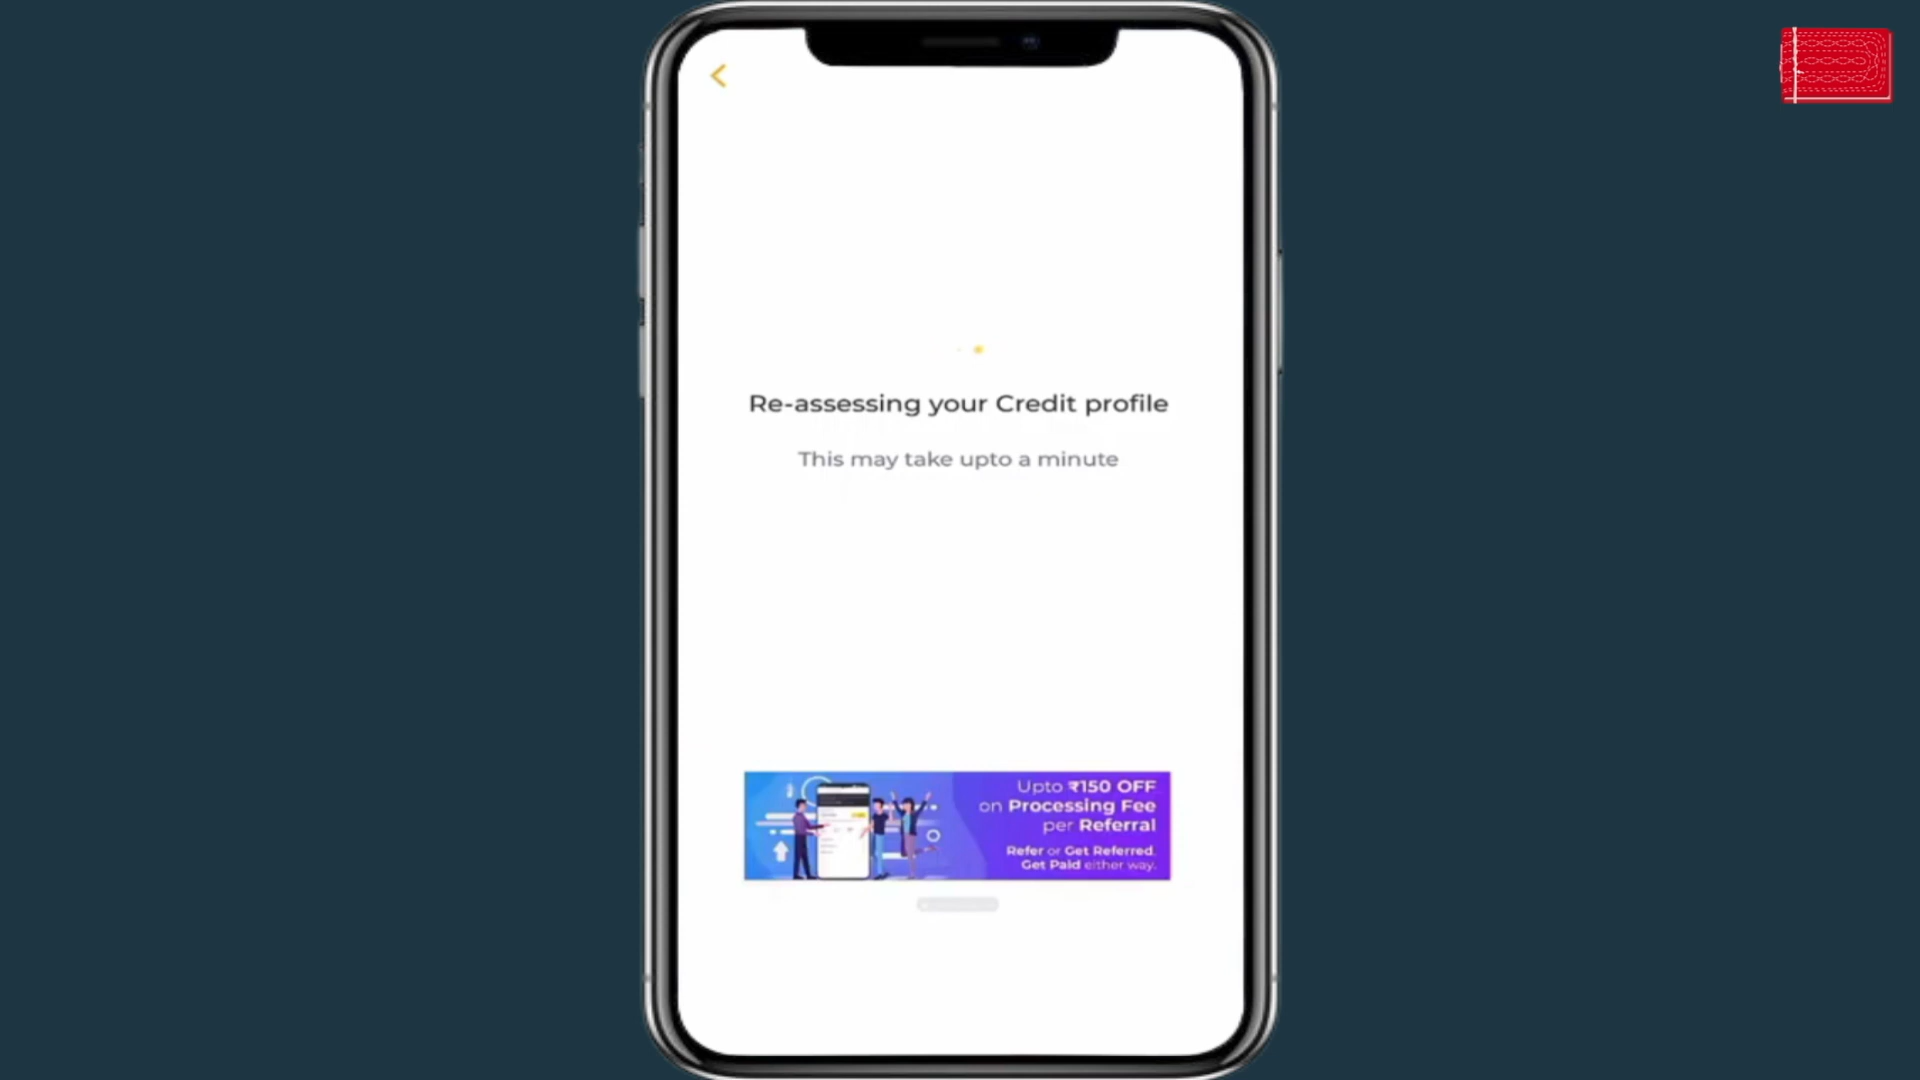 Re-assessing your Credit profile
This may take upto a minute
Upto ₹150 OFF
on Processing Fee
per Referral
Refer or Get Referred.
Get Paid either way.